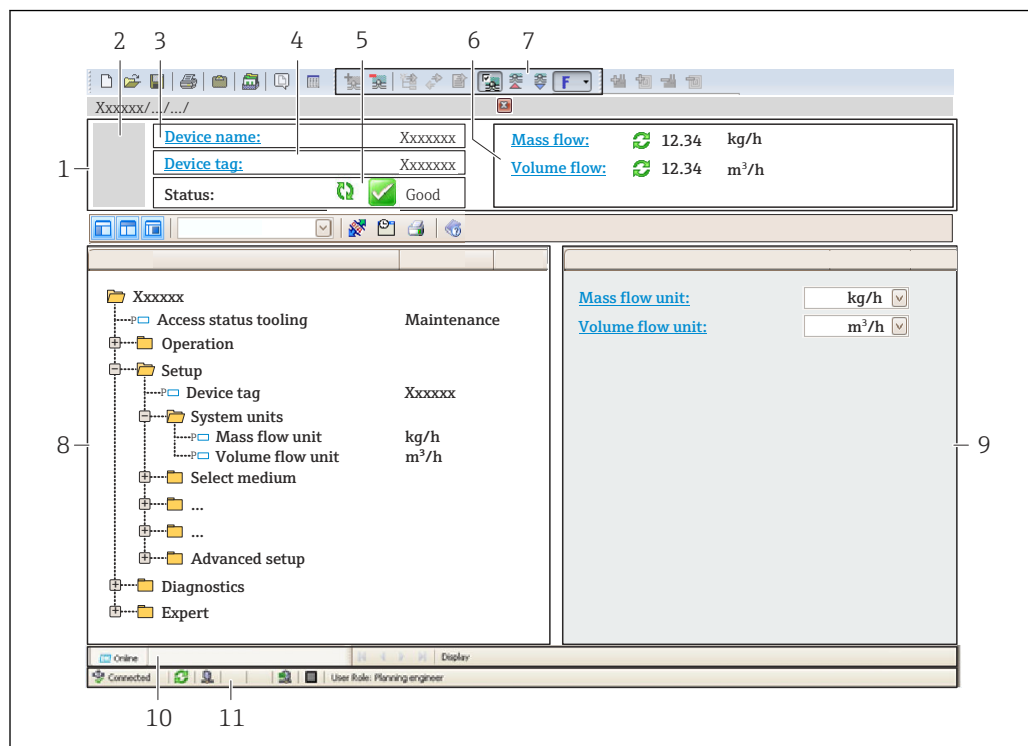 2 3 4 5 6 7
F
Xxxxxx/.../.../
1
Device name: Xxxxxxx
Device tag: Xxxxxxx
Status: Good
Mass flow: 12.34 kg/h
Volume flow: 12.34 m³/h
8
Xxxxxx
P Access status tooling Maintenance
Operation
Setup
P Device tag Xxxxxx
System units
P Mass flow unit kg/h
P Volume flow unit m³/h
Select medium
...
...
Advanced setup
Diagnostics
Expert
Mass flow unit: kg/h
Volume flow unit: m³/h
9
Online Display
Connected User Role: Planning engineer
10 11